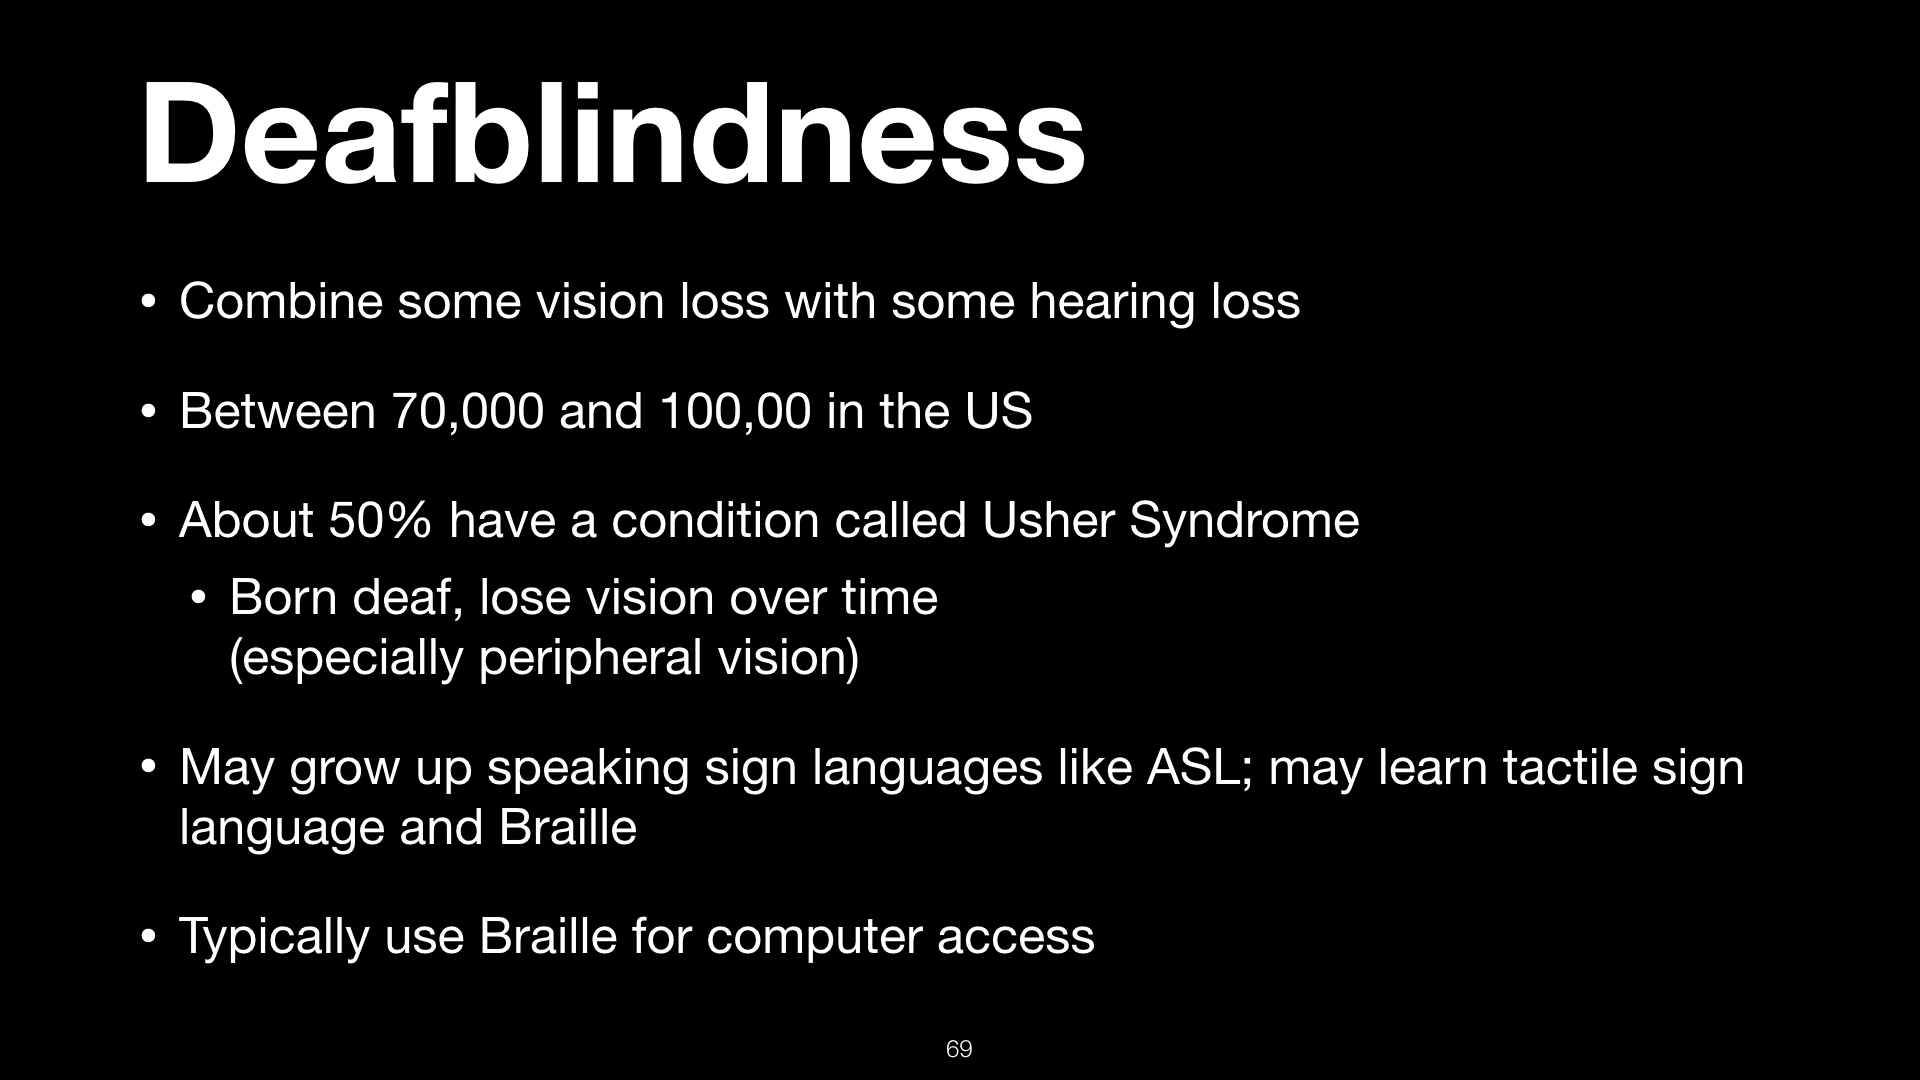 Deafblindness
• Combine some vision loss with some hearing loss
• Between 70,000 and 100,00 in the US
• About 50% have a condition called Usher Syndrome
• Born deaf, lose vision over time
(especially peripheral vision)
• May grow up speaking sign languages like ASL; may learn tactile sign
language and Braille
• Typically use Braille for computer access
69